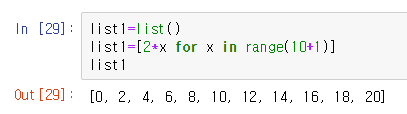 In [29]: list1=list()
list1=[2*x for x in range(10+1)]
list1
Out[29]: [0, 2, 4, 6, 8, 10, 12, 14, 16, 18, 20]